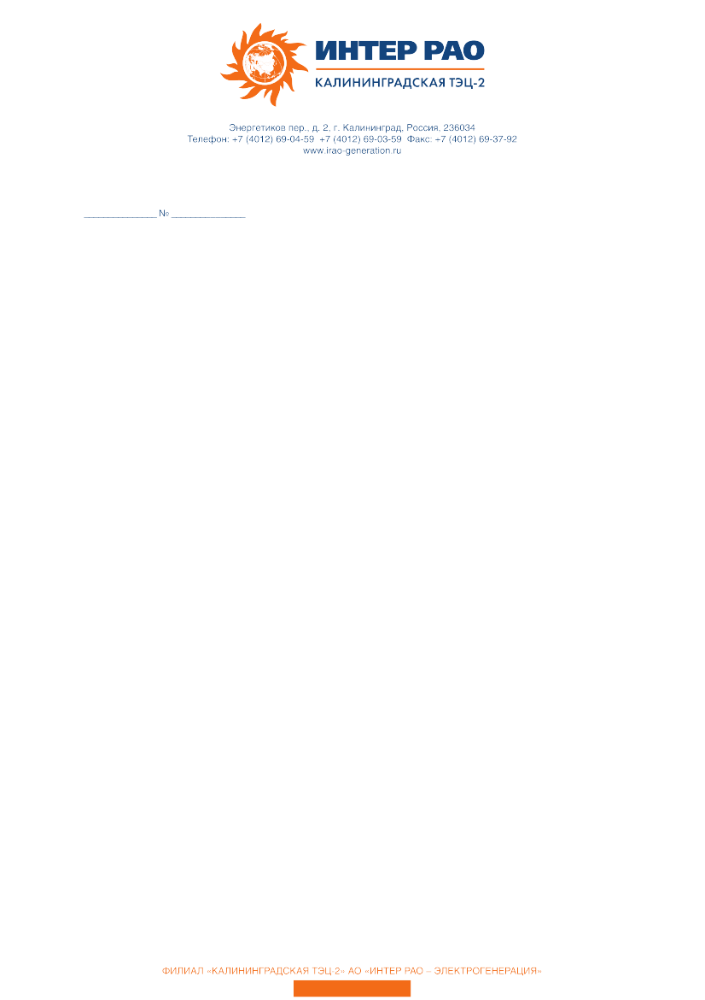 ИНТЕР РАО
КАЛИНИНГРАДСКАЯ ТЭЦ-2
Энергетиков пер., д. 2, г. Калининград, Россия, 236034
Телефон: +7 (4012) 69-04-59 +7 (4012) 69-03-59 Факс: +7 (4012) 69-37-92
www.irao-generation.ru
_______________ № _______________
ФИЛИАЛ «КАЛИНИНГРАДСКАЯ ТЭЦ-2» АО «ИНТЕР РАО – ЭЛЕКТРОГЕНЕРАЦИЯ»